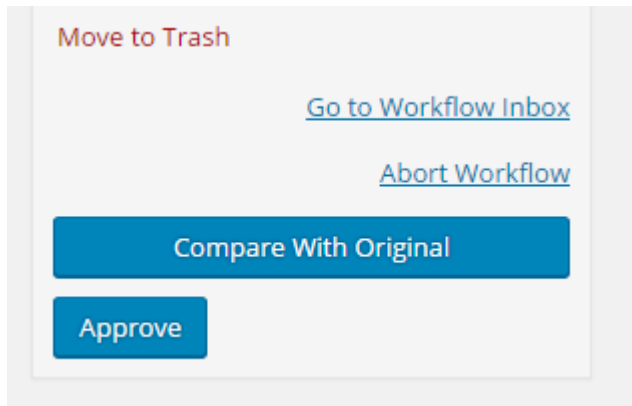 Move to Trash
Go to Workflow Inbox
Abort Workflow
Compare With Original
Approve